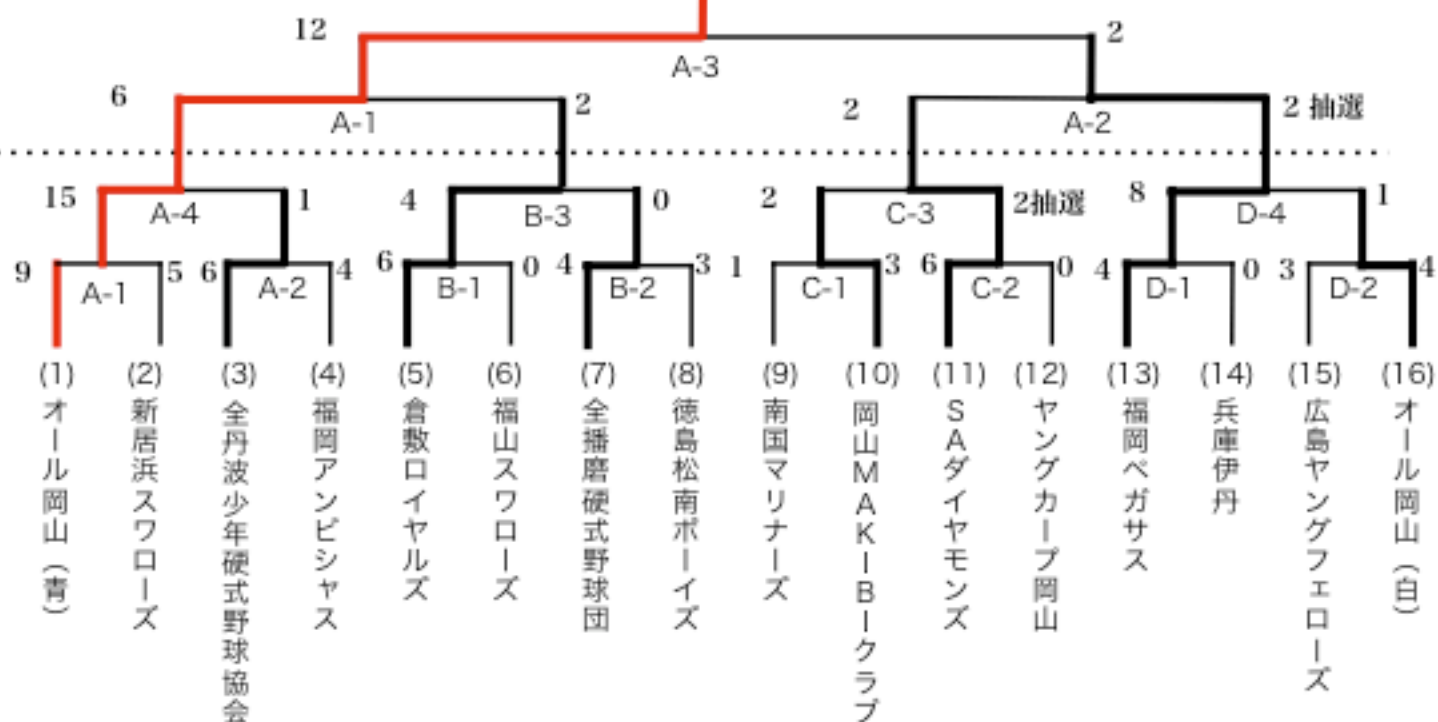 12
2
A-3
6
2
2
2 抽選
A-1
A-2
15
1
4
0
2
2抽選
8
1
A-4
B-3
C-3
D-4
9
5
6
4
6
0
4
3
1
3
6
0
4
0
3
4
A-1
A-2
B-1
B-2
C-1
C-2
D-1
D-2
(1)
オール岡山（青）
(2)
新居浜スワローズ
(3)
全丹波少年硬式野球協会
(4)
福岡アンビシャス
(5)
倉敷ロイヤルズ
(6)
福山スワローズ
(7)
全播磨硬式野球団
(8)
徳島松南ボーイズ
(9)
南国マリナーズ
(10)
岡山MAKIBIクラブ
(11)
SAダイヤモンズ
(12)
ヤングカープ岡山
(13)
福岡ペガサス
(14)
兵庫伊丹
(15)
広島ヤングフェローズ
(16)
オール岡山（白）